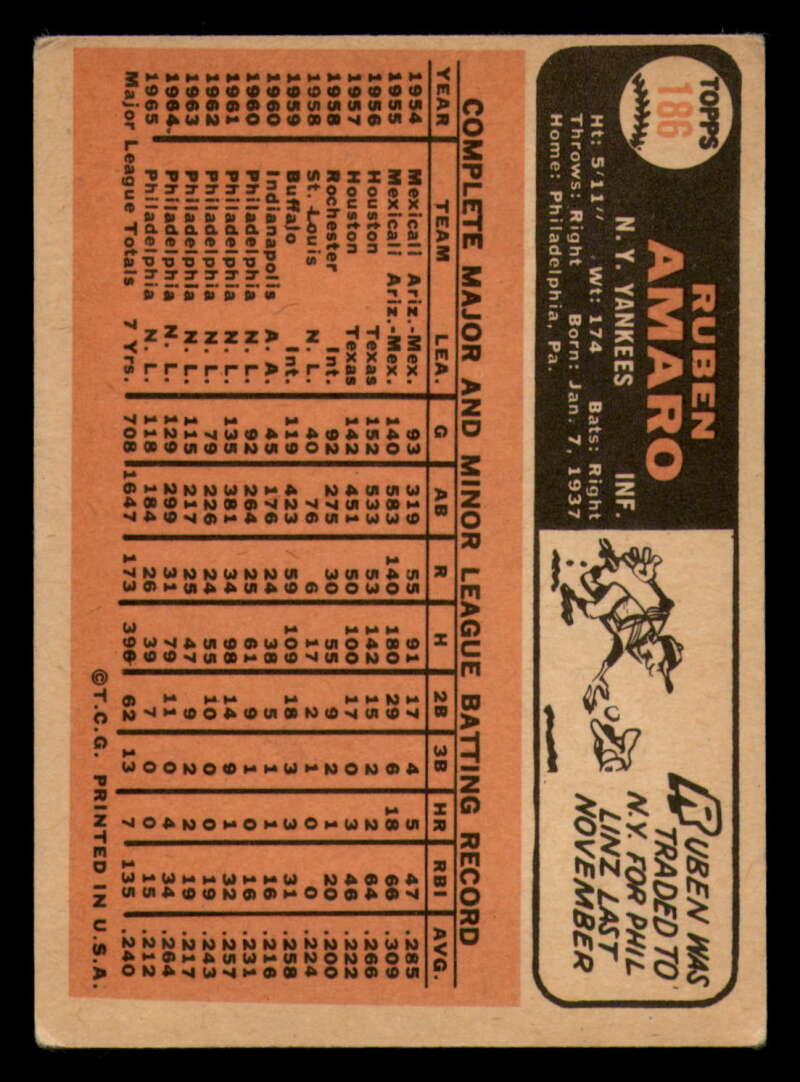 TOPPS
186
RUBEN
AMARO
N. Y. YANKEES INF.
Ht: 5'11" Wt: 174 Bats: Right
Throws: Right Born: Jan. 7, 1937
Home: Philadelphia, Pa.
RUBEN WAS
TRADED TO
N.Y. FOR PHIL
LINZ LAST
NOVEMBER
COMPLETE MAJOR AND MINOR LEAGUE BATTING RECORD
YEAR TEAM LEA. G AB R H 2B 3B HR RBI AVG.
1954 Mexicali Ariz.-Mex. 93 319 55 91 17 4 5 47 .285
1955 Mexicali Ariz.-Mex. 140 583 140 180 29 6 18 66 .309
1956 Houston Texas 152 533 53 142 15 2 2 64 .266
1957 Houston Texas 142 451 50 100 17 0 3 46 .222
1958 Rochester Int. 92 275 30 55 9 2 1 20 .200
1958 St. Louis N. L. 40 76 6 17 2 1 0 0 .224
1959 Buffalo Int. 119 423 59 109 18 3 3 31 .258
1960 Indianapolis A. A. 45 176 24 38 5 1 1 16 .216
1960 Philadelphia N. L. 92 264 25 61 9 1 0 16 .231
1961 Philadelphia N. L. 135 381 34 98 14 9 1 32 .257
1962 Philadelphia N. L. 79 226 24 55 10 0 0 19 .243
1963 Philadelphia N. L. 115 217 25 47 9 2 2 19 .217
1964 Philadelphia N. L. 129 299 31 79 11 0 4 34 .264
1965 Philadelphia N. L. 118 184 26 39 7 0 0 15 .212
Major League Totals 7 Yrs. 708 1647 173 396 62 13 7 135 .240
©T.C.G. PRINTED IN U.S.A.